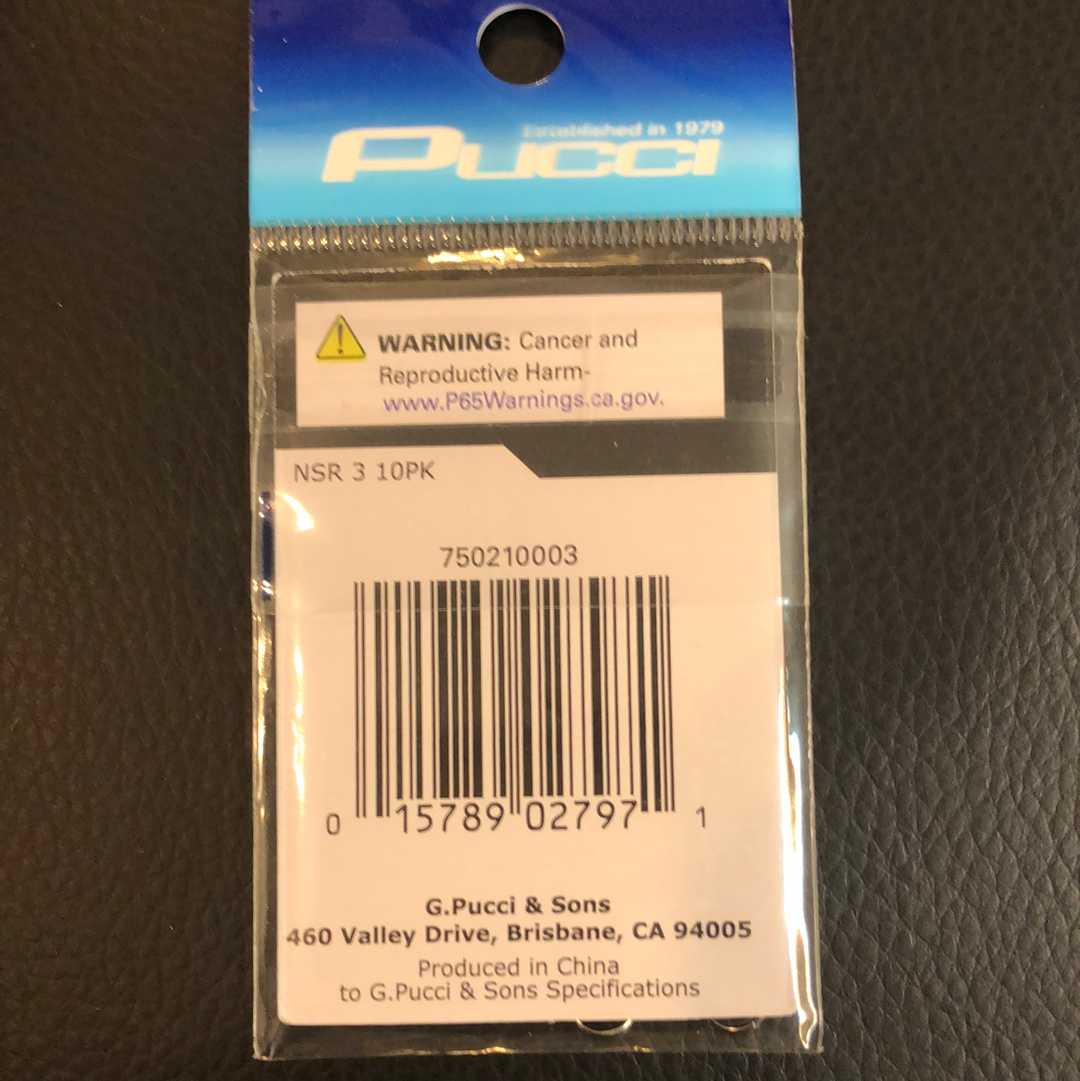 Established in 1979
Pucci
WARNING: Cancer and
Reproductive Harm-
www.P65Warnings.ca.gov.
NSR 3 10PK
750210003
0 15789 02797 1
G.Pucci & Sons
460 Valley Drive, Brisbane, CA 94005
Produced in China
to G.Pucci & Sons Specifications